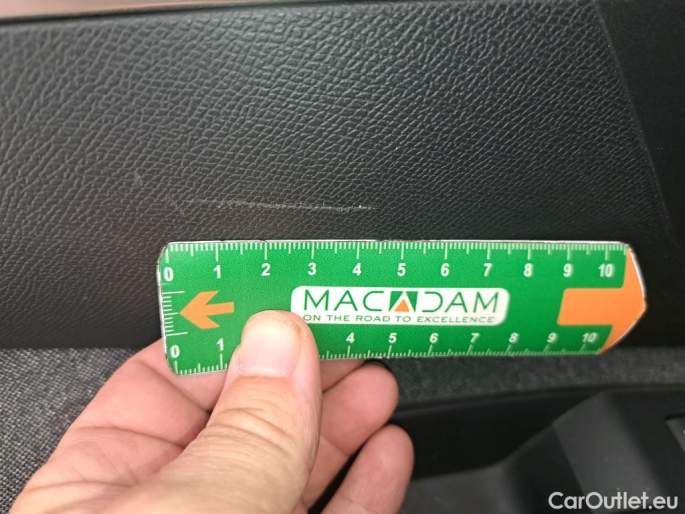 0 1 2 3 4 5 6 7 8 9 10
MACADAM
ON THE ROAD TO EXCELLENCE
0 1 4 5 6 7 8 9 10
CarOutlet.eu